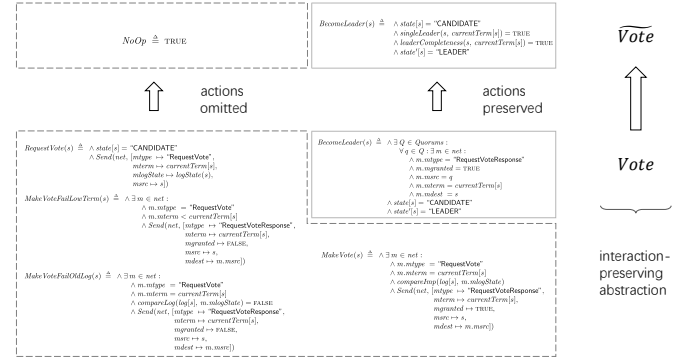 NoOp ≜ TRUE
BecomeLeader(s) ≜ ∧ state[s] = "CANDIDATE"
∧ singleLeader(s, currentTerm[s]) = TRUE
∧ leaderCompleteness(s, currentTerm[s]) = TRUE
∧ state'[s] = "LEADER"
Vote
actions
omitted
actions
preserved
RequestVote(s) ≜ ∧ state[s] = "CANDIDATE"
∧ Send(net, [mtype ↦ "RequestVote",
mterm ↦ currentTerm[s],
mlogState ↦ logState(s),
msrc ↦ s])
MakeVoteFailLowTerm(s) ≜ ∧ ∃ m ∈ net :
∧ m.mtype = "RequestVote"
∧ m.mterm < currentTerm[s]
∧ Send(net, [mtype ↦ "RequestVoteResponse",
mterm ↦ currentTerm[s],
mgranted ↦ FALSE,
msrc ↦ s,
mdest ↦ m.msrc])
MakeVoteFailOldLog(s) ≜ ∧ ∃ m ∈ net :
∧ m.mtype = "RequestVote"
∧ m.mterm = currentTerm[s]
∧ compareLog(log[s], m.mlogState) = FALSE
∧ Send(net, [mtype ↦ "RequestVoteResponse",
mterm ↦ currentTerm[s],
mgranted ↦ FALSE,
msrc ↦ s,
mdest ↦ m.msrc])
BecomeLeader(s) ≜ ∧ ∃ Q ∈ Quorums :
∀ q ∈ Q : ∃ m ∈ net :
∧ m.mtype = "RequestVoteResponse"
∧ m.mgranted = TRUE
∧ m.msrc = q
∧ m.mterm = currentTerm[s]
∧ m.mdest = s
∧ state[s] = "CANDIDATE"
∧ state'[s] = "LEADER"
MakeVote(s) ≜ ∧ ∃ m ∈ net :
∧ m.mtype = "RequestVote"
∧ m.mterm = currentTerm[s]
∧ compareImp(log[s], m.mlogState)
∧ Send(net, [mtype ↦ "RequestVoteResponse",
mterm ↦ currentTerm[s],
mgranted ↦ TRUE,
msrc ↦ s,
mdest ↦ m.msrc])
Vote
interaction-
preserving
abstraction